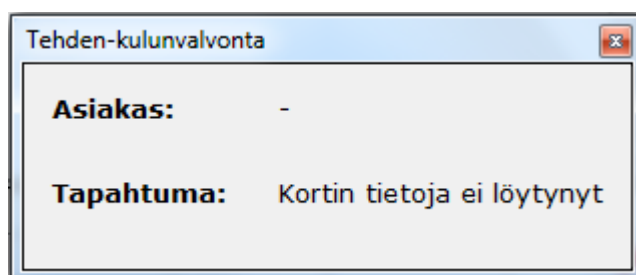 Tehden-kulunvalvonta
Asiakas: -
Tapahtuma: Kortin tietoja ei löytynyt